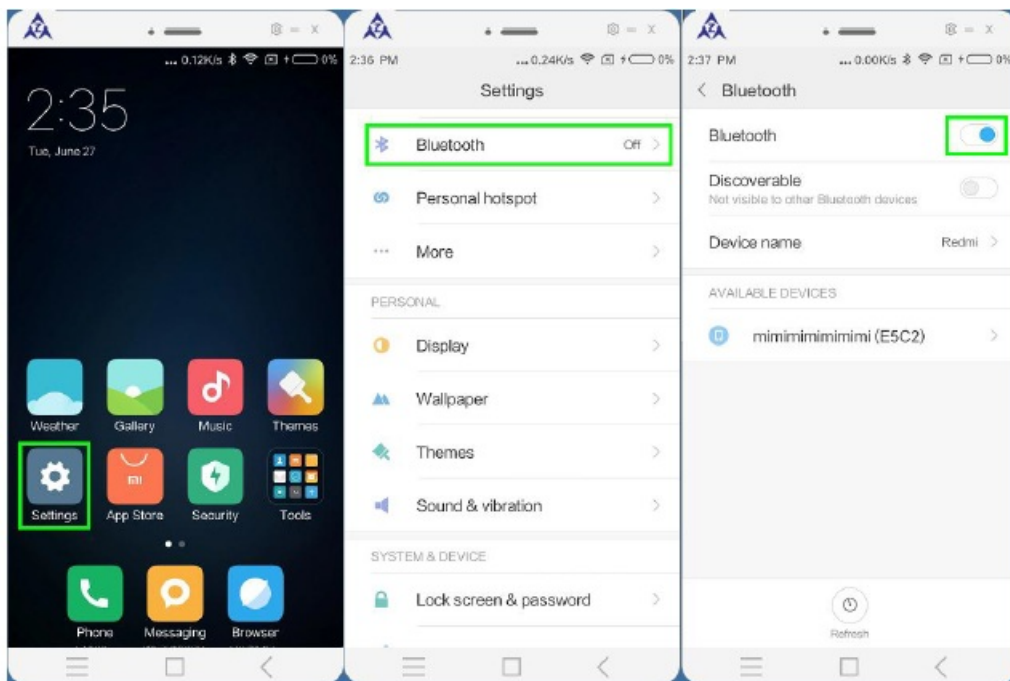 ... 0.12K/s 0%
2:35
Tue, June 27
Weather Gallery Music Themes
mi
Settings App Store Security Tools
Phone Messaging Browser
2:36 PM ... 0.24K/s 0%
Settings
Bluetooth Off
Personal hotspot
More
PERSONAL
Display
Wallpaper
Themes
Sound & vibration
SYSTEM & DEVICE
Lock screen & password
2:37 PM ... 0.00K/s 0%
Bluetooth
Bluetooth
Discoverable
Not visible to other Bluetooth devices
Device name Redmi
AVAILABLE DEVICES
mimimimimimimi (E5C2)
Refresh